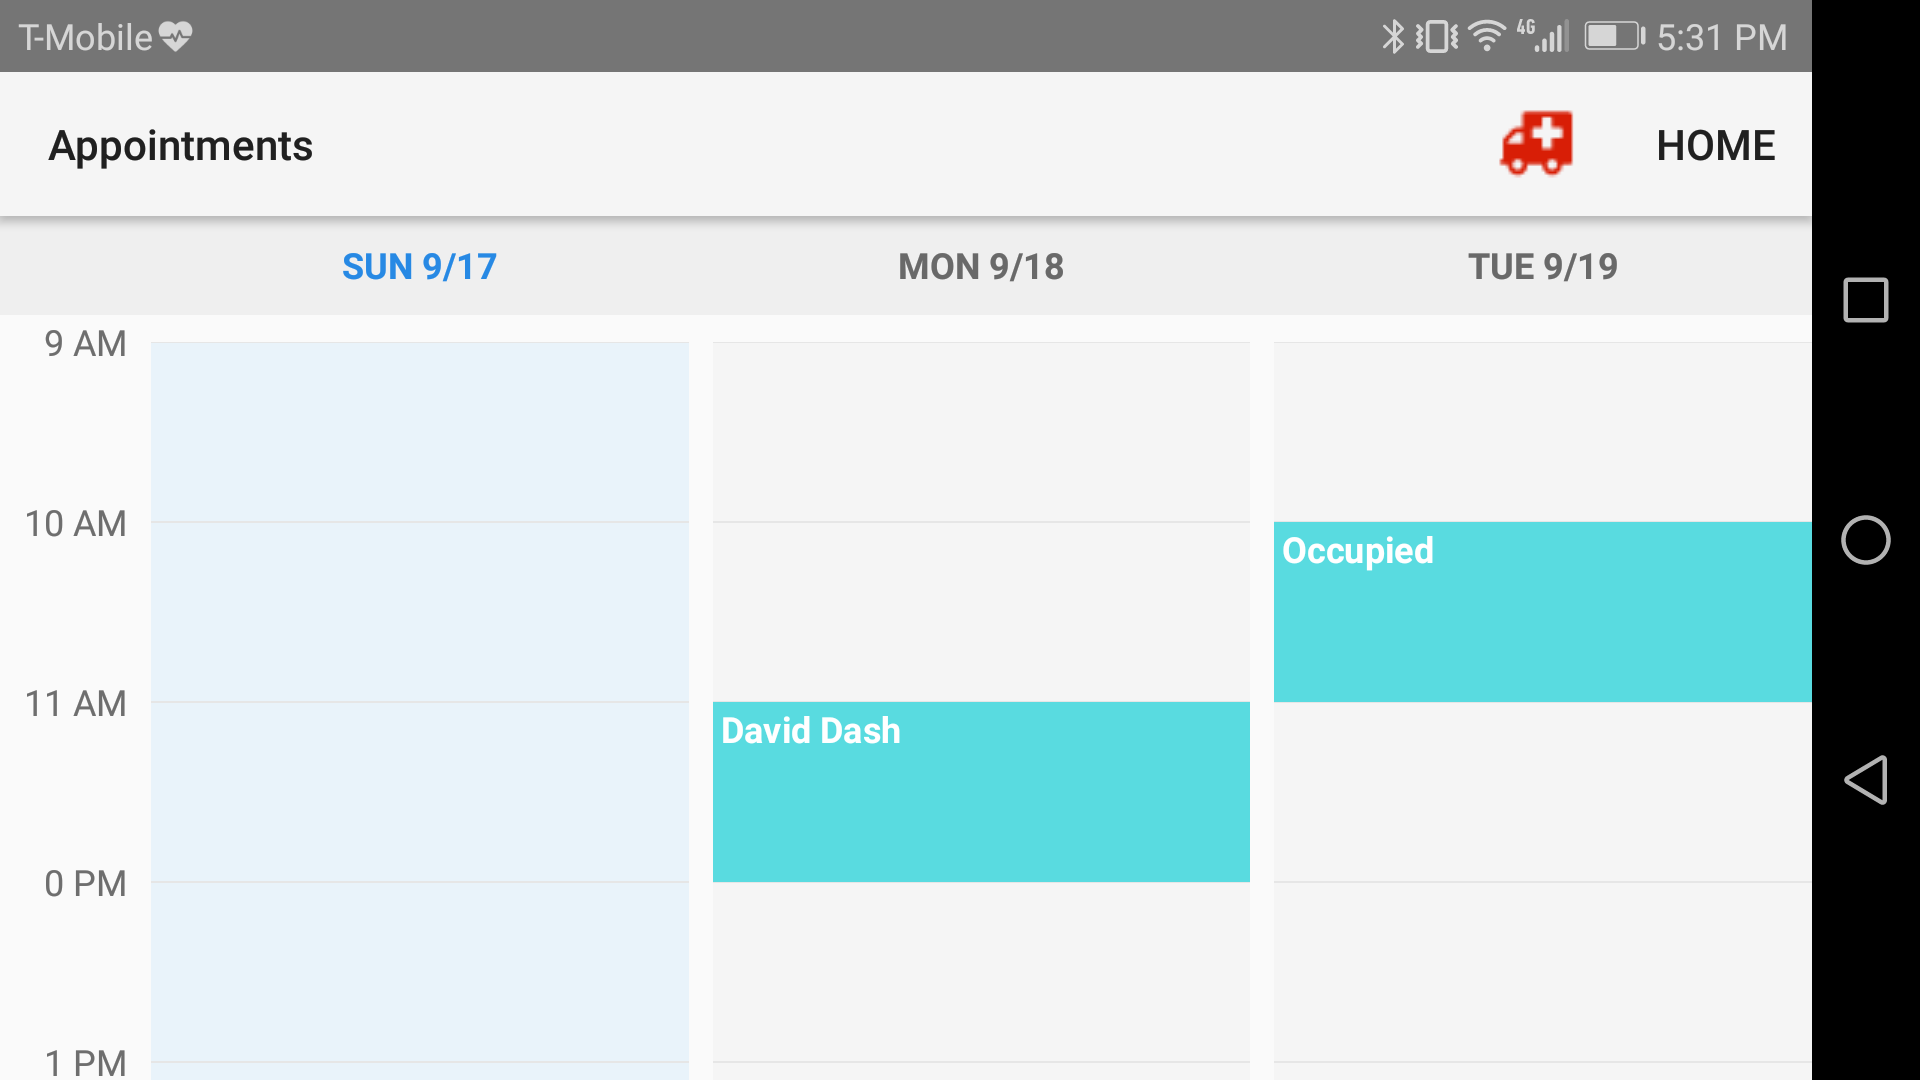 T-Mobile
4G
5:31 PM
Appointments
HOME
SUN 9/17
MON 9/18
TUE 9/19
9 AM
10 AM
Occupied
11 AM
David Dash
0 PM
1 PM